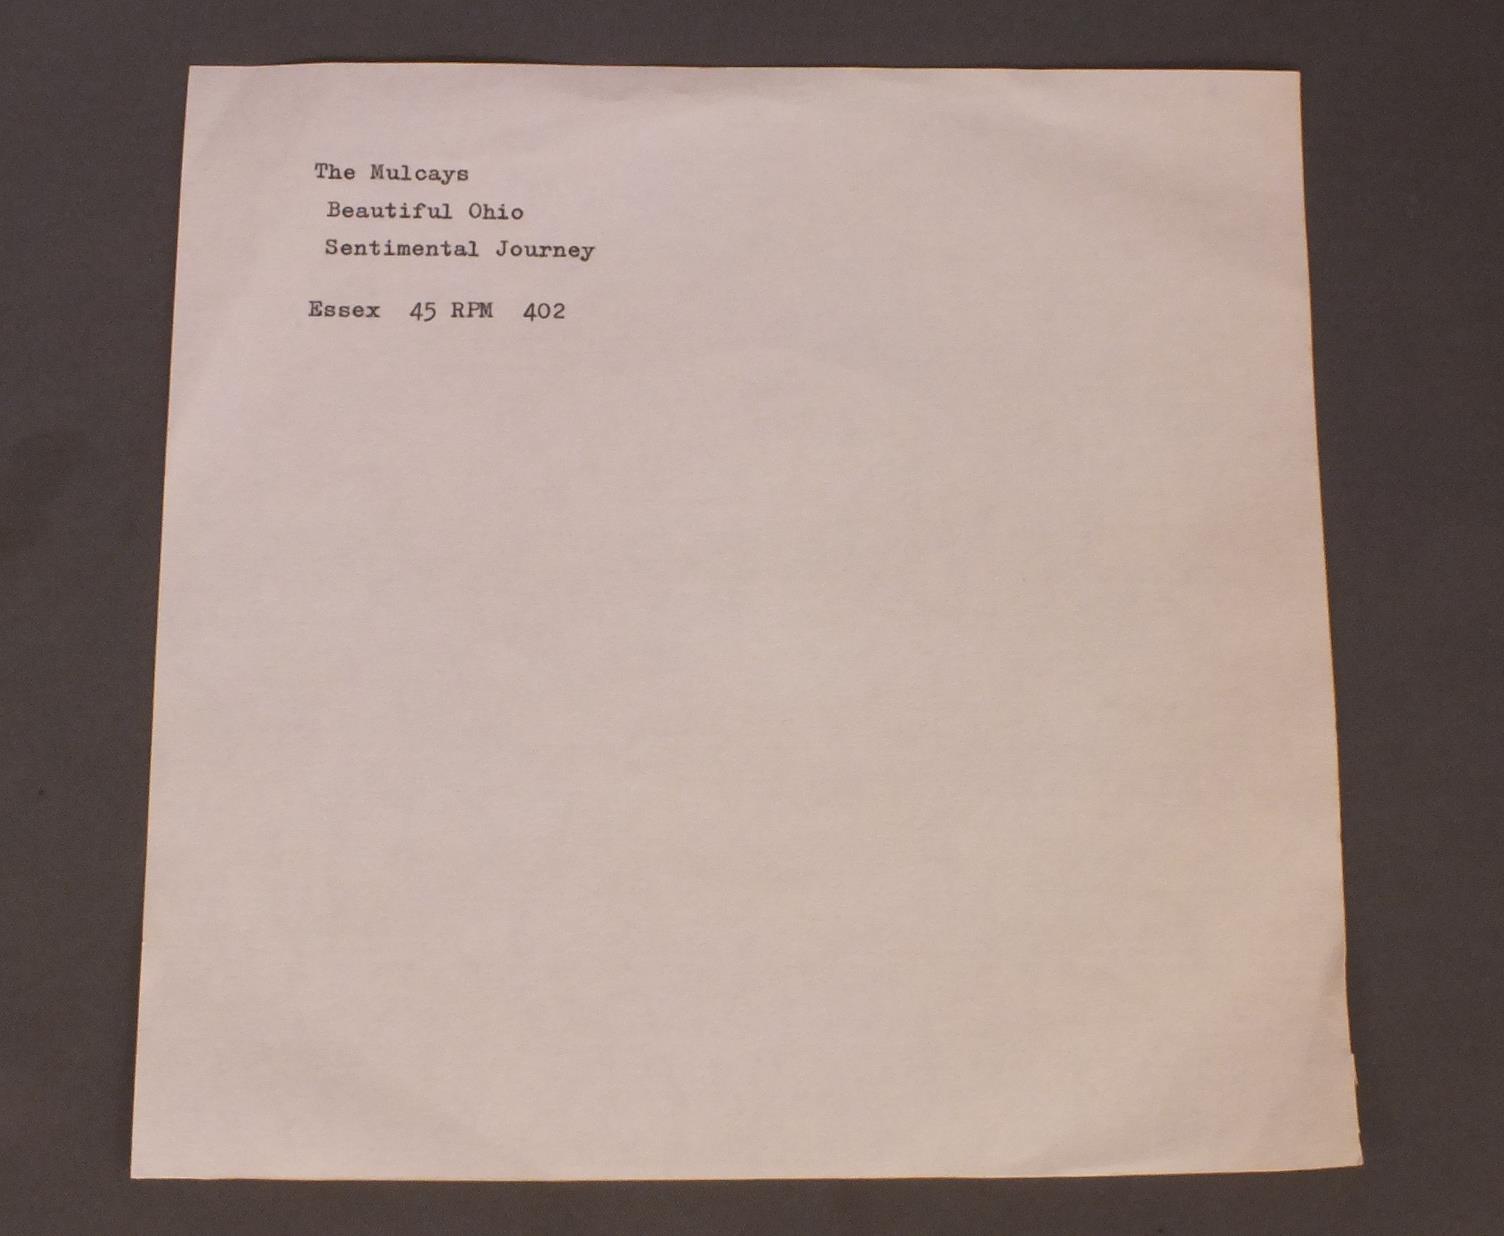 The Mulcays
Beautiful Ohio
Sentimental Journey
Essex 45 RPM 402